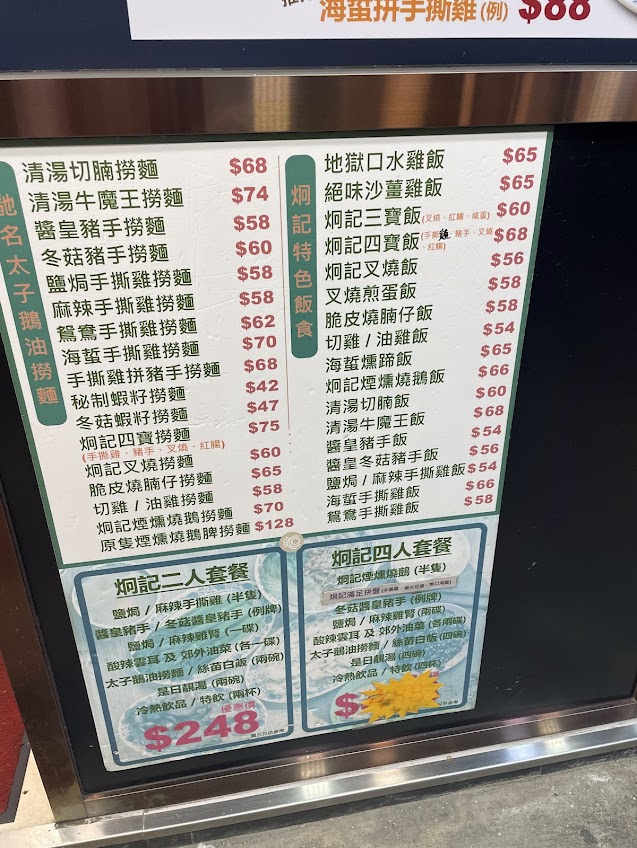 海蜇拼手撕雞(例) $88
馳名太子鵝油撈麵
清湯切腩撈麵 $68
清湯牛魔王撈麵 $74
醬皇豬手撈麵 $58
冬菇豬手撈麵 $60
鹽焗手撕雞撈麵 $58
麻辣手撕雞撈麵 $58
鴛鴦手撕雞撈麵 $62
海蜇手撕雞撈麵 $70
手撕雞拼豬手撈麵 $68
秘制蝦籽撈麵 $42
冬菇蝦籽撈麵 $47
炯記四寶撈麵 $75
(手撕雞、豬手、叉燒、紅腸)
炯記叉燒撈麵 $60
脆皮燒腩仔撈麵 $65
切雞 / 油雞撈麵 $58
炯記煙燻燒鵝撈麵 $70
原隻煙燻燒鵝脾撈麵 $128
炯記特色飯食
地獄口水雞飯 $65
絕味沙薑雞飯 $65
炯記三寶飯(叉燒、紅腸、咸蛋) $60
炯記四寶飯(手撕雞、豬手、叉燒、紅腸) $68
炯記叉燒飯 $56
叉燒煎蛋飯 $58
脆皮燒腩仔飯 $58
切雞 / 油雞飯 $54
海蜇燻蹄飯 $65
炯記煙燻燒鵝飯 $66
清湯切腩飯 $60
清湯牛魔王飯 $68
醬皇豬手飯 $54
醬皇冬菇豬手飯 $56
鹽焗 / 麻辣手撕雞飯 $54
海蜇手撕雞飯 $66
鴛鴦手撕雞飯 $58
炯記二人套餐
鹽焗 / 麻辣手撕雞 (半隻)
醬皇豬手 / 冬菇醬皇豬手 (例牌)
鹽焗 / 麻辣雞腎 (一碟)
酸辣雲耳 及 郊外油菜 (各一碟)
太子鵝油撈麵 / 絲苗白飯 (兩碗)
是日靚湯 (兩碗)
冷熱飲品 / 特飲 (兩杯)
優惠價
$248
圖片只供參考
炯記四人套餐
炯記煙燻燒鵝 (半隻)
炯記滿足拼盤
冬菇醬皇豬手 (例牌)
鹽焗 / 麻辣雞腎 (兩碟)
酸辣雲耳 及 郊外油菜 (各兩碟)
太子鵝油撈麵 / 絲苗白飯 (四碗)
是日靚湯 (四碗)
冷熱飲品 / 特飲 (四杯)
$